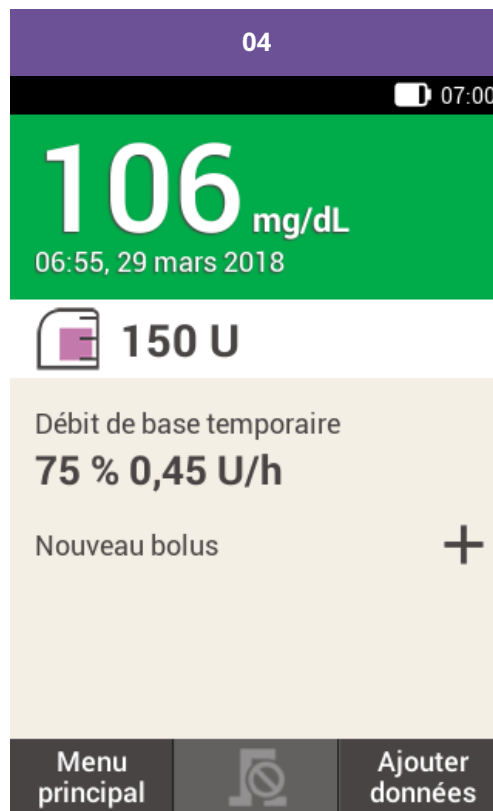 04
07:00
106 mg/dL
06:55, 29 mars 2018
150 U
Débit de base temporaire
75 % 0,45 U/h
Nouveau bolus
Menu
principal
Ajouter
données